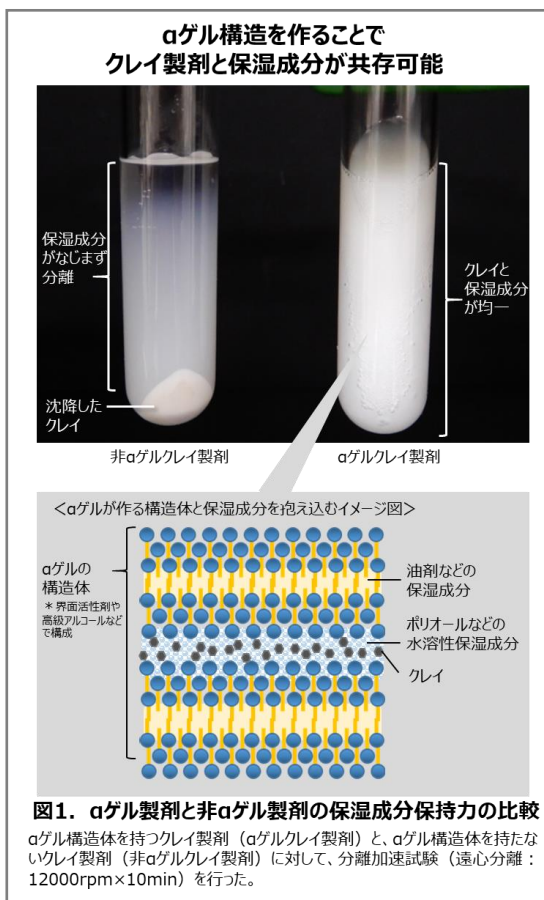 αゲル構造を作ることで
クレイ製剤と保湿成分が共存可能
保湿成分
がなじまず
分離
沈降した
クレイ
クレイと
保湿成分
が均一
非αゲルクレイ製剤
αゲルクレイ製剤
＜αゲルが作る構造体と保湿成分を抱え込むイメージ図＞
αゲルの
構造体
＊界面活性剤や
高級アルコールなど
で構成
油剤などの
保湿成分
ポリオールなどの
水溶性保湿成分
クレイ
図1．αゲル製剤と非αゲル製剤の保湿成分保持力の比較
αゲル構造体を持つクレイ製剤（αゲルクレイ製剤）と、αゲル構造体を持たな
いクレイ製剤（非αゲルクレイ製剤）に対して、分離加速試験（遠心分離：
12000rpm×10min）を行った。